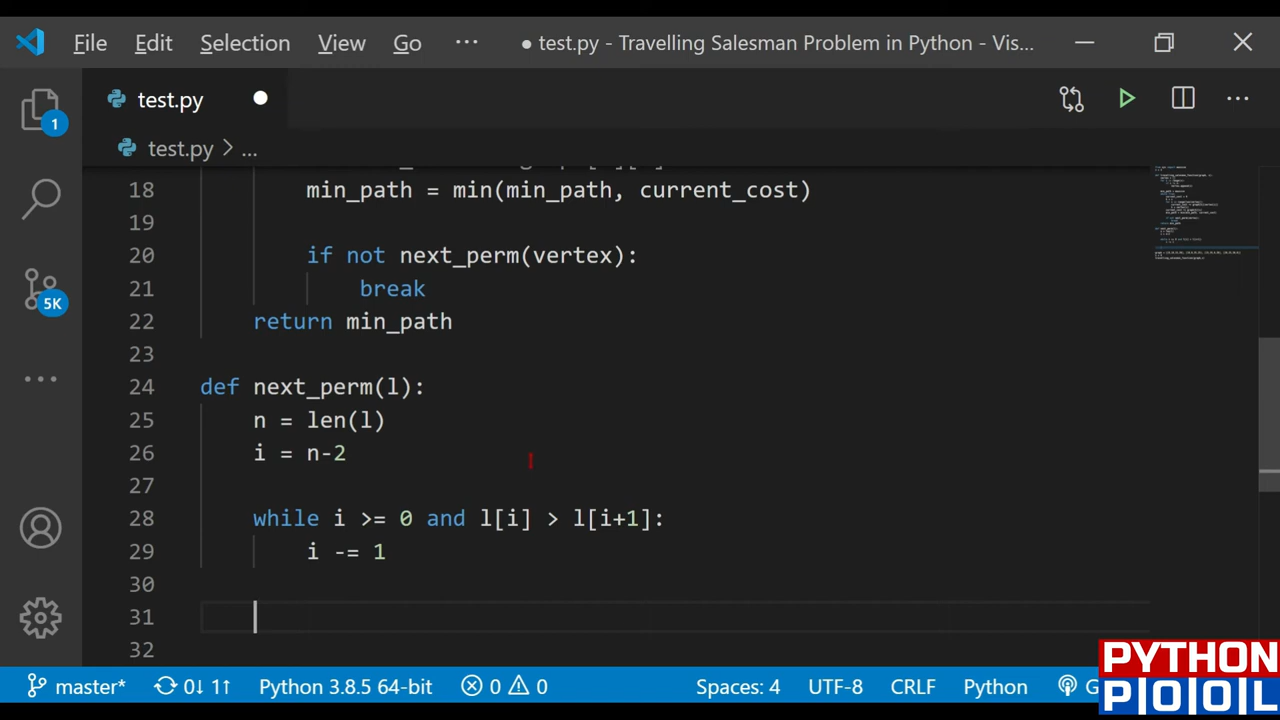 File Edit Selection View Go ··· ● test.py - Travelling Salesman Problem in Python - Vis...
test.py
1
test.py > ...
18 min_path = min(min_path, current_cost)
19
20 if not next_perm(vertex):
21 break
5K
22 return min_path
23
24 def next_perm(l):
25 n = len(l)
26 i = n-2
27
28 while i >= 0 and l[i] > l[i+1]:
29 i -= 1
30
31
32
PYTHON
POOL
master* 0↓ 1↑ Python 3.8.5 64-bit 0 0 Spaces: 4 UTF-8 CRLF Python G